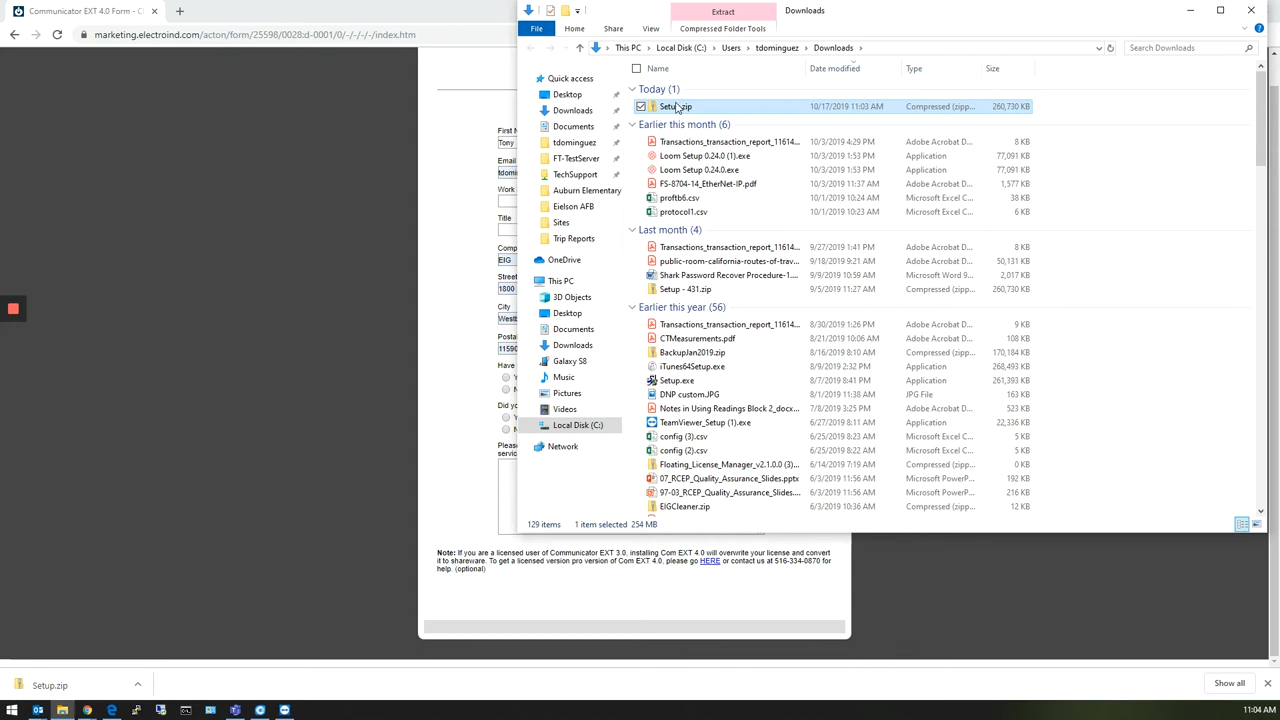 Communicator EXT 4.0 Form - Ch
marketing.electroind.com/acton/form/25598/0028:d-0001/0/-/-/-/-/index.htm
Extract
Downloads
File
Home
Share
View
Compressed Folder Tools
This PC > Local Disk (C:) > Users > tdominguez > Downloads >
Search Downloads
Name
Date modified
Type
Size
Quick access
Desktop
Downloads
Documents
tdominguez
FT-TestServer
TechSupport
Auburn Elementary
Eielson AFB
Sites
Trip Reports
OneDrive
This PC
3D Objects
Desktop
Documents
Downloads
Galaxy S8
Music
Pictures
Videos
Local Disk (C:)
Network
Today (1)
Setup.zip 10/17/2019 11:03 AM Compressed (zipp... 260,730 KB
Earlier this month (6)
Transactions_transaction_report_11614... 10/3/2019 4:29 PM Adobe Acrobat D... 8 KB
Loom Setup 0.24.0 (1).exe 10/3/2019 1:53 PM Application 77,091 KB
Loom Setup 0.24.0.exe 10/3/2019 1:53 PM Application 77,091 KB
FS-8704-14_EtherNet-IP.pdf 10/3/2019 11:37 AM Adobe Acrobat D... 1,577 KB
proftb6.csv 10/1/2019 10:24 AM Microsoft Excel C... 38 KB
protocol1.csv 10/1/2019 10:23 AM Microsoft Excel C... 6 KB
Last month (4)
Transactions_transaction_report_11614... 9/27/2019 1:41 PM Adobe Acrobat D... 8 KB
public-room-california-routes-of-trav... 9/18/2019 9:21 AM Adobe Acrobat D... 50,131 KB
Shark Password Recover Procedure-1.... 9/9/2019 10:59 AM Microsoft Word 9... 2,017 KB
Setup - 431.zip 9/5/2019 11:27 AM Compressed (zipp... 260,730 KB
Earlier this year (56)
Transactions_transaction_report_11614... 8/30/2019 1:26 PM Adobe Acrobat D... 9 KB
CTMeasurements.pdf 8/21/2019 10:06 AM Adobe Acrobat D... 108 KB
BackupJan2019.zip 8/16/2019 8:10 AM Compressed (zipp... 170,184 KB
iTunes64Setup.exe 8/9/2019 2:32 PM Application 268,493 KB
Setup.exe 8/7/2019 8:41 PM Application 261,393 KB
DNP custom.JPG 8/1/2019 11:38 AM JPG File 163 KB
Notes in Using Readings Block 2_docx... 7/8/2019 3:25 PM Adobe Acrobat D... 523 KB
TeamViewer_Setup (1).exe 6/27/2019 8:11 AM Application 22,336 KB
config (3).csv 6/25/2019 8:23 AM Microsoft Excel C... 5 KB
config (2).csv 6/25/2019 8:22 AM Microsoft Excel C... 5 KB
Floating_License_Manager_v2.1.0.0 (3)... 6/14/2019 7:19 AM Compressed (zipp... 0 KB
07_RCEP_Quality_Assurance_Slides.pptx 6/3/2019 11:56 AM Microsoft PowerP... 192 KB
97-03_RCEP_Quality_Assurance_Slides.... 6/3/2019 11:56 AM Microsoft PowerP... 216 KB
EIGCleaner.zip 6/3/2019 10:36 AM Compressed (zipp... 12 KB
129 items 1 item selected 254 MB
First N
Tony
Email
tdomin
Work
Title
Comp
EIG
Street
1800
City
Westb
Postal
11590
Have
Y
N
Did yo
Y
N
Pleas
servic
Note: If you are a licensed user of Communicator EXT 3.0, installing Com EXT 4.0 will overwrite your license and convert
it to shareware. To get a licensed version pro version of Com EXT 4.0, please go HERE or contact us at 516-334-0870 for
help. (optional)
Setup.zip
Show all
11:04 AM